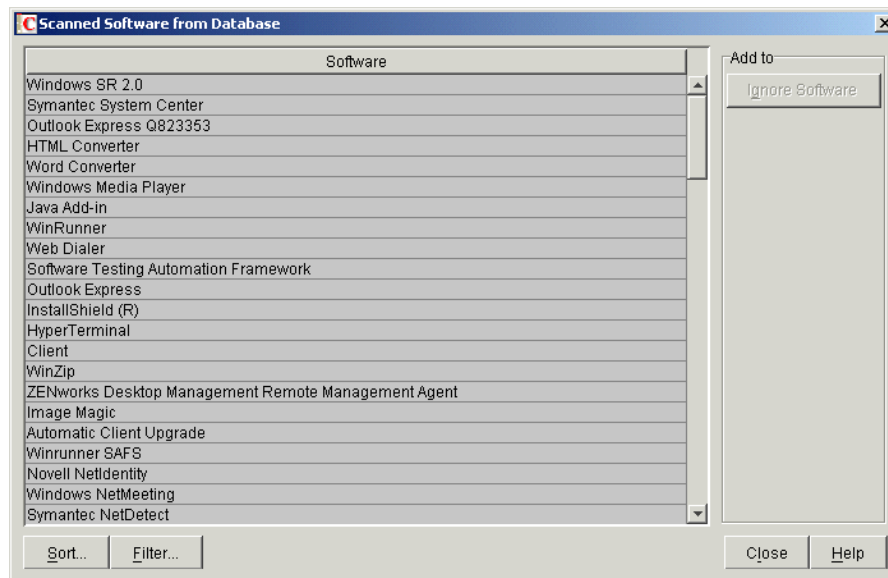 Scanned Software from Database
Software
Windows SR 2.0
Symantec System Center
Outlook Express Q823353
HTML Converter
Word Converter
Windows Media Player
Java Add-in
WinRunner
Web Dialer
Software Testing Automation Framework
Outlook Express
InstallShield (R)
HyperTerminal
Client
WinZip
ZENworks Desktop Management Remote Management Agent
Image Magic
Automatic Client Upgrade
Winrunner SAFS
Novell NetIdentity
Windows NetMeeting
Symantec NetDetect
Add to
Ignore Software
Sort...
Filter...
Close
Help